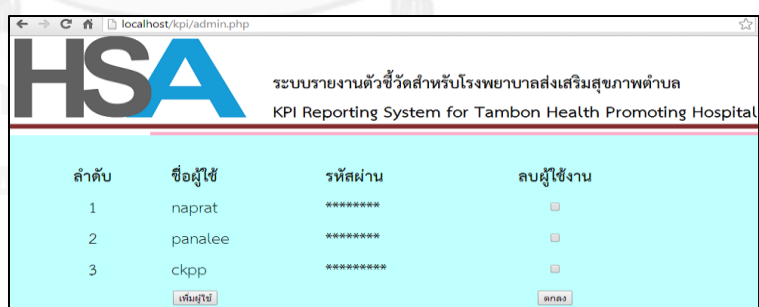 localhost/kpi/admin.php
HSA
ระบบรายงานตัวชี้วัดสำหรับโรงพยาบาลส่งเสริมสุขภาพตำบล
KPI Reporting System for Tambon Health Promoting Hospital
ลำดับ ชื่อผู้ใช้ รหัสผ่าน ลบผู้ใช้งาน
1 naprat ********
2 panalee ********
3 ckpp *********
เพิ่มผู้ใช้ ตกลง